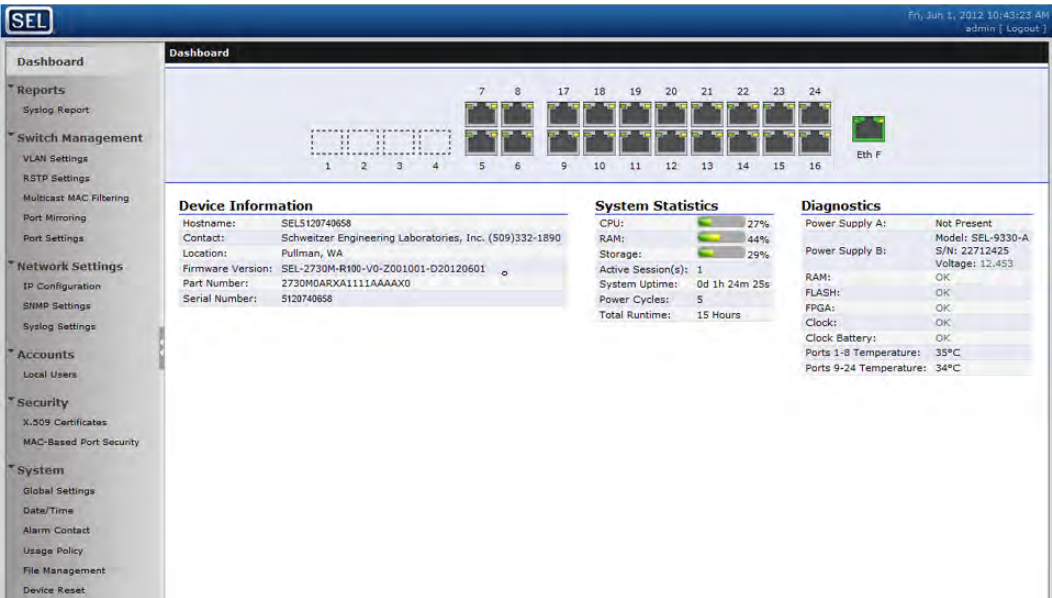 SEL
Fri, Jun 1, 2012 10:43:23 AM
admin [ Logout ]
Dashboard
Reports
Syslog Report
Switch Management
VLAN Settings
RSTP Settings
Multicast MAC Filtering
Port Mirroring
Port Settings
Network Settings
IP Configuration
SNMP Settings
Syslog Settings
Accounts
Local Users
Security
X.509 Certificates
MAC-Based Port Security
System
Global Settings
Date/Time
Alarm Contact
Usage Policy
File Management
Device Reset
Dashboard
7 8 17 18 19 20 21 22 23 24
Eth F
1 2 3 4 5 6 9 10 11 12 13 14 15 16
Device Information
Hostname: SEL5120740658
Contact: Schweitzer Engineering Laboratories, Inc. (509)332-1890
Location: Pullman, WA
Firmware Version: SEL-2730M-R100-V0-Z001001-D20120601
Part Number: 2730M0ARXA1111AAAAX0
Serial Number: 5120740658
System Statistics
CPU: 27%
RAM: 44%
Storage: 29%
Active Session(s): 1
System Uptime: 0d 1h 24m 25s
Power Cycles: 5
Total Runtime: 15 Hours
Diagnostics
Power Supply A: Not Present
Power Supply B: Model: SEL-9330-A
S/N: 22712425
Voltage: 12.453
RAM: OK
FLASH: OK
FPGA: OK
Clock: OK
Clock Battery: OK
Ports 1-8 Temperature: 35°C
Ports 9-24 Temperature: 34°C